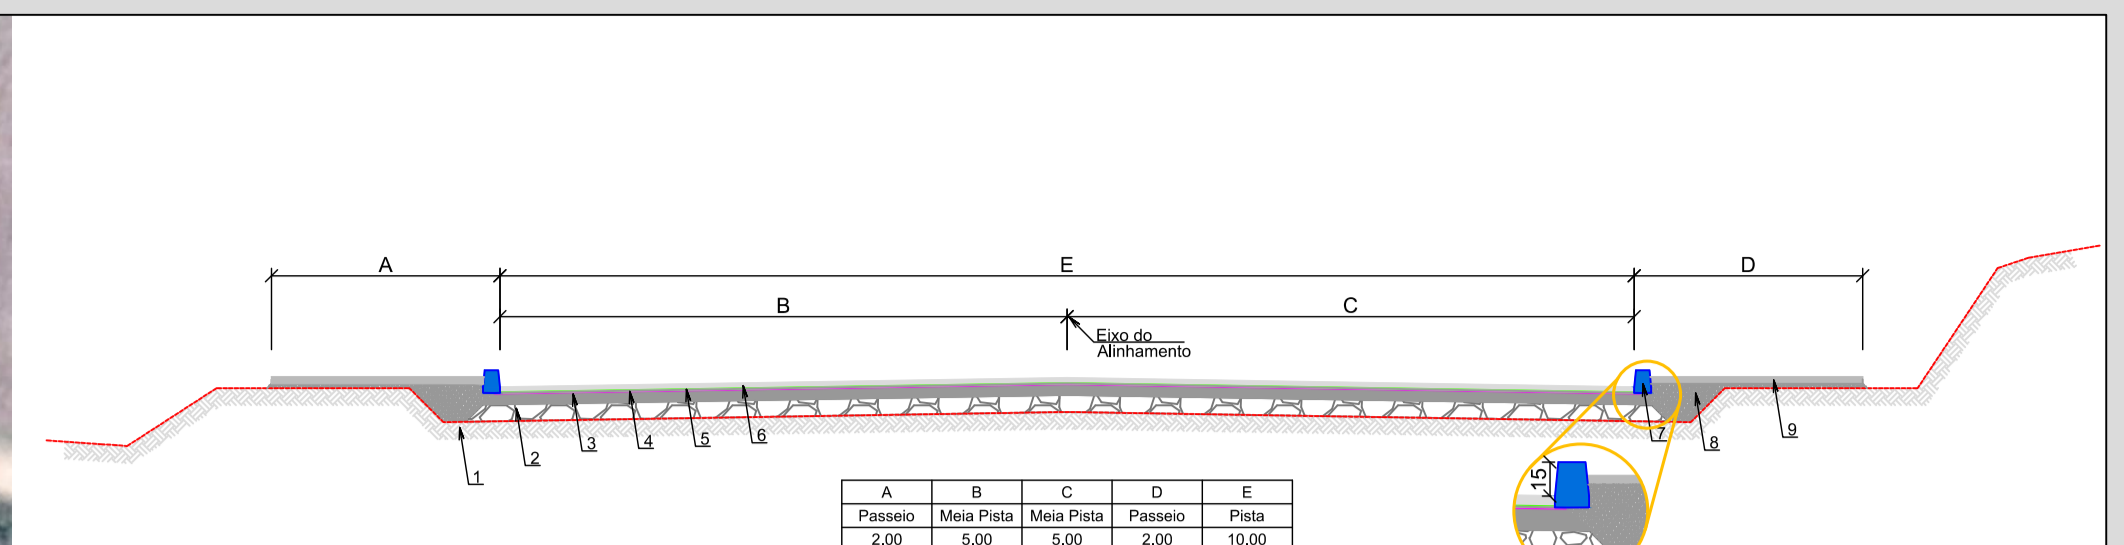 A
E
D
B
C
Eixo do
Alinhamento
1
2
3
4
5
6
7
8
9
15
A B C D E
Passeio Meia Pista Meia Pista Passeio Pista
2.00 5.00 5.00 2.00 10.00